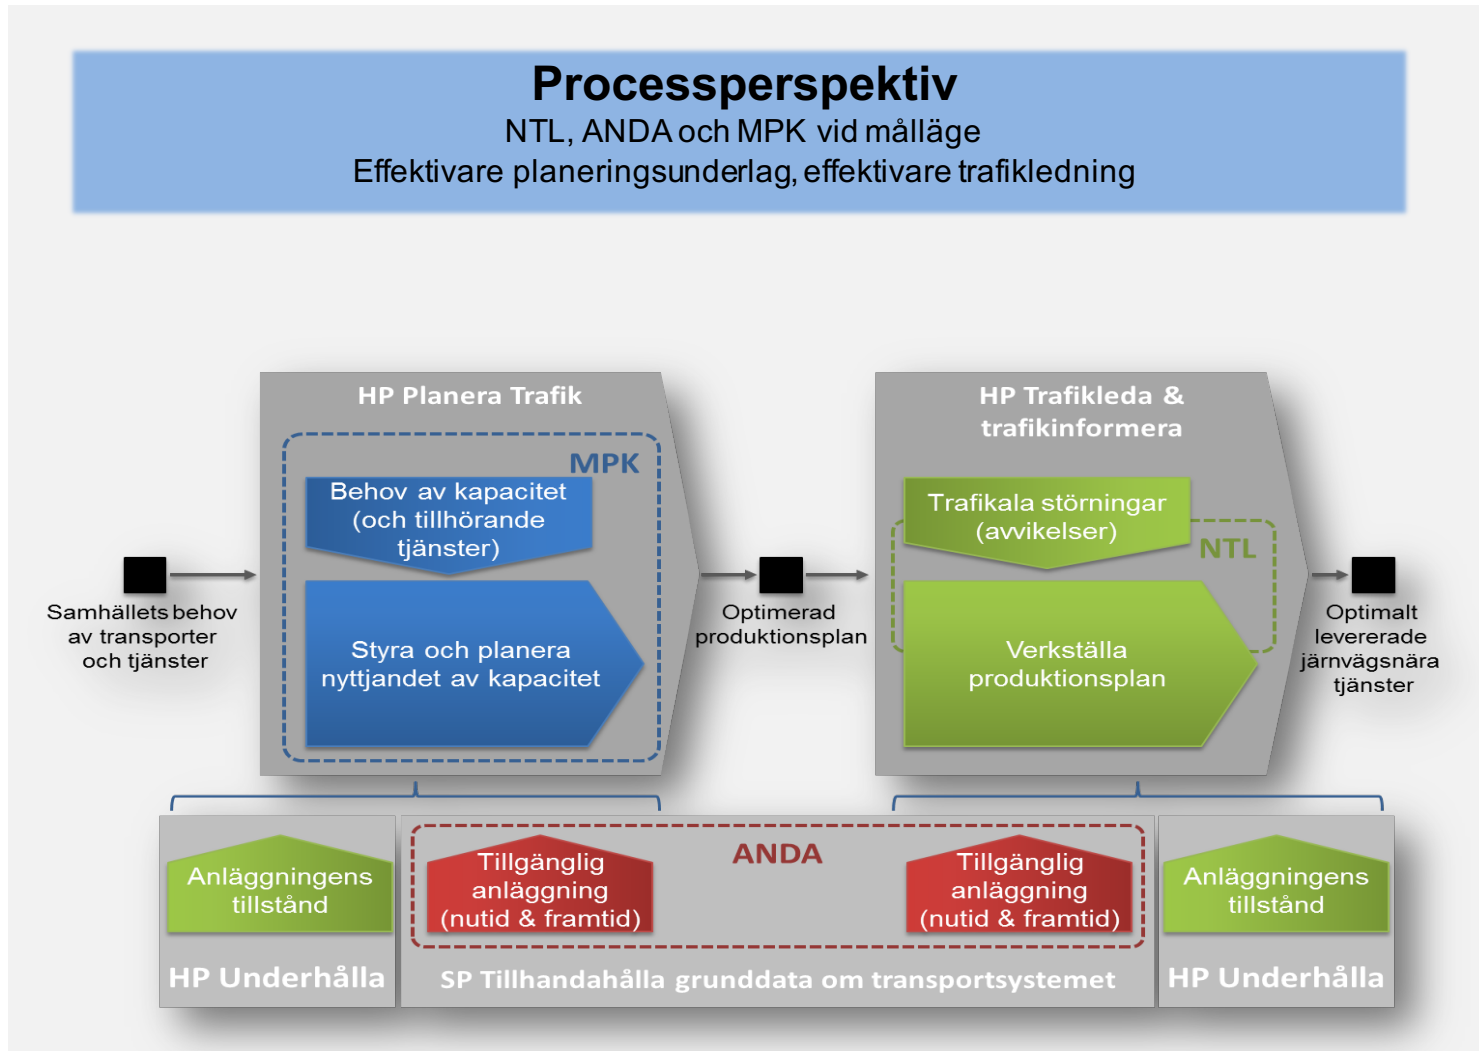 Processperspektiv
NTL, ANDA och MPK vid målläge
Effektivare planeringsunderlag, effektivare trafikledning
HP Planera Trafik
MPK
Behov av kapacitet
(och tillhörande
tjänster)
Styra och planera
nyttjandet av kapacitet
HP Trafikleda &
trafikinformera
Trafikala störningar
(avvikelser)
NTL
Verkställa
produktionsplan
Samhällets behov
av transporter
och tjänster
Optimerad
produktionsplan
Optimalt
levererade
järnvägsnära
tjänster
Anläggningens
tillstånd
HP Underhålla
Tillgänglig
anläggning
(nutid & framtid)
ANDA
Tillgänglig
anläggning
(nutid & framtid)
SP Tillhandahålla grunddata om transportsystemet
Anläggningens
tillstånd
HP Underhålla